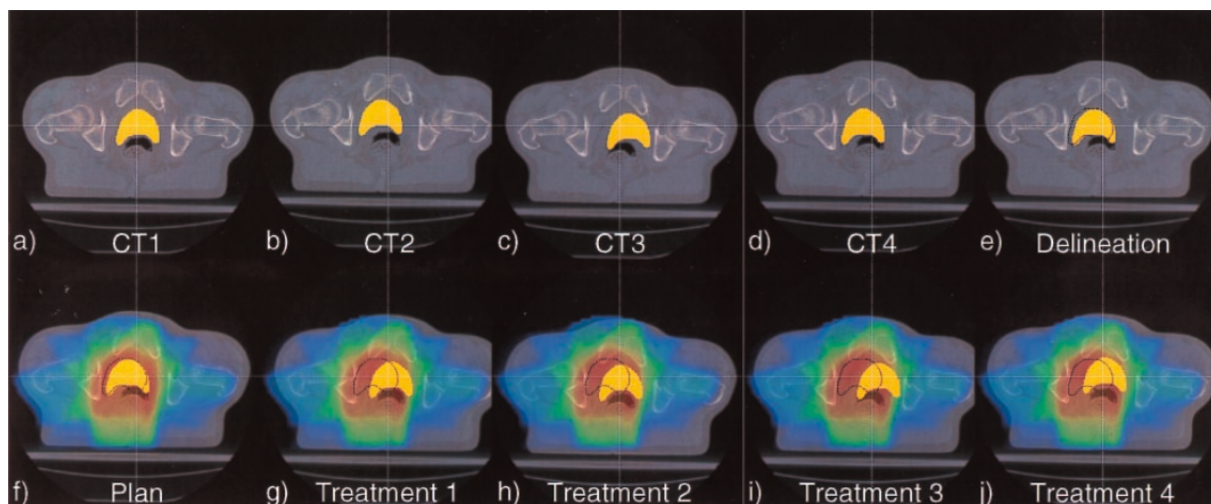 a) CT1 b) CT2 c) CT3 d) CT4 e) Delineation
f) Plan g) Treatment 1 h) Treatment 2 i) Treatment 3 j) Treatment 4